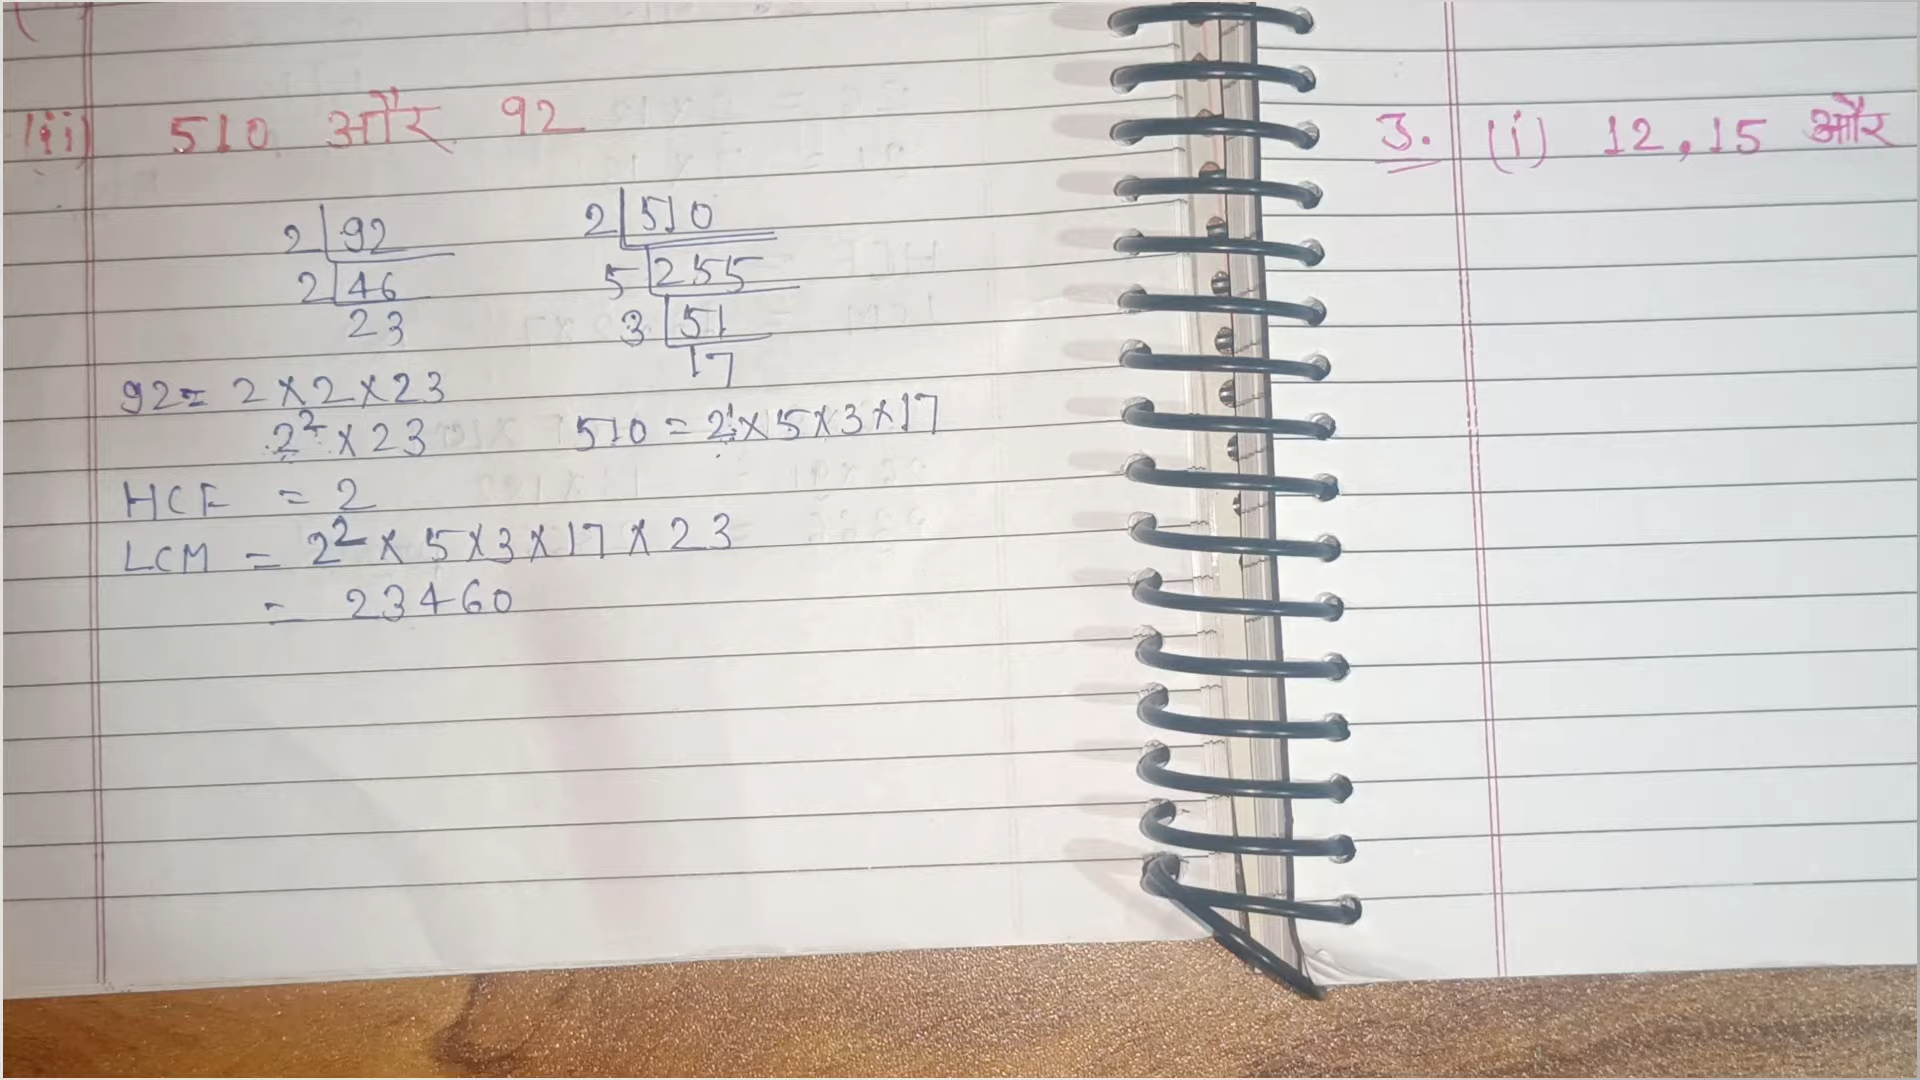 (ii) 510 और 92
2 92
2 46
23
2 510
5 255
3 51
17
92 = 2 × 2 × 23
2² × 23
510 = 2¹ × 5 × 3 × 17
HCF = 2
LCM = 2² × 5 × 3 × 17 × 23
= 23460
3. (i) 12, 15 और